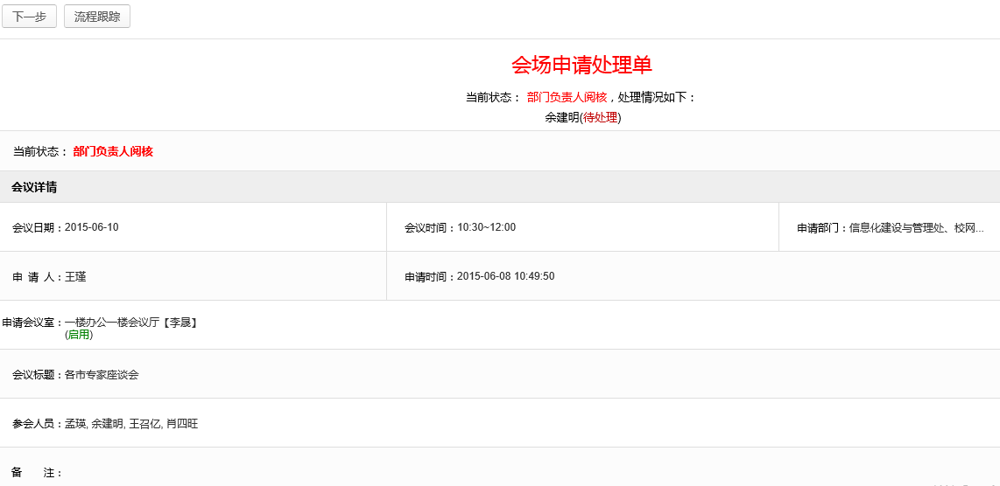 下一步 流程跟踪
会场申请处理单
当前状态： 部门负责人阅核，处理情况如下：
余建明(待处理)
当前状态： 部门负责人阅核
会议详情
会议日期：2015-06-10 会议时间：10:30~12:00 申请部门：信息化建设与管理处、校网...
申 请 人：王瑾 申请时间：2015-06-08 10:49:50
申请会议室：一楼办公一楼会议厅【李晟】
(启用)
会议标题：各市专家座谈会
参会人员：孟瑛, 余建明, 王召亿, 肖四旺
备 注：